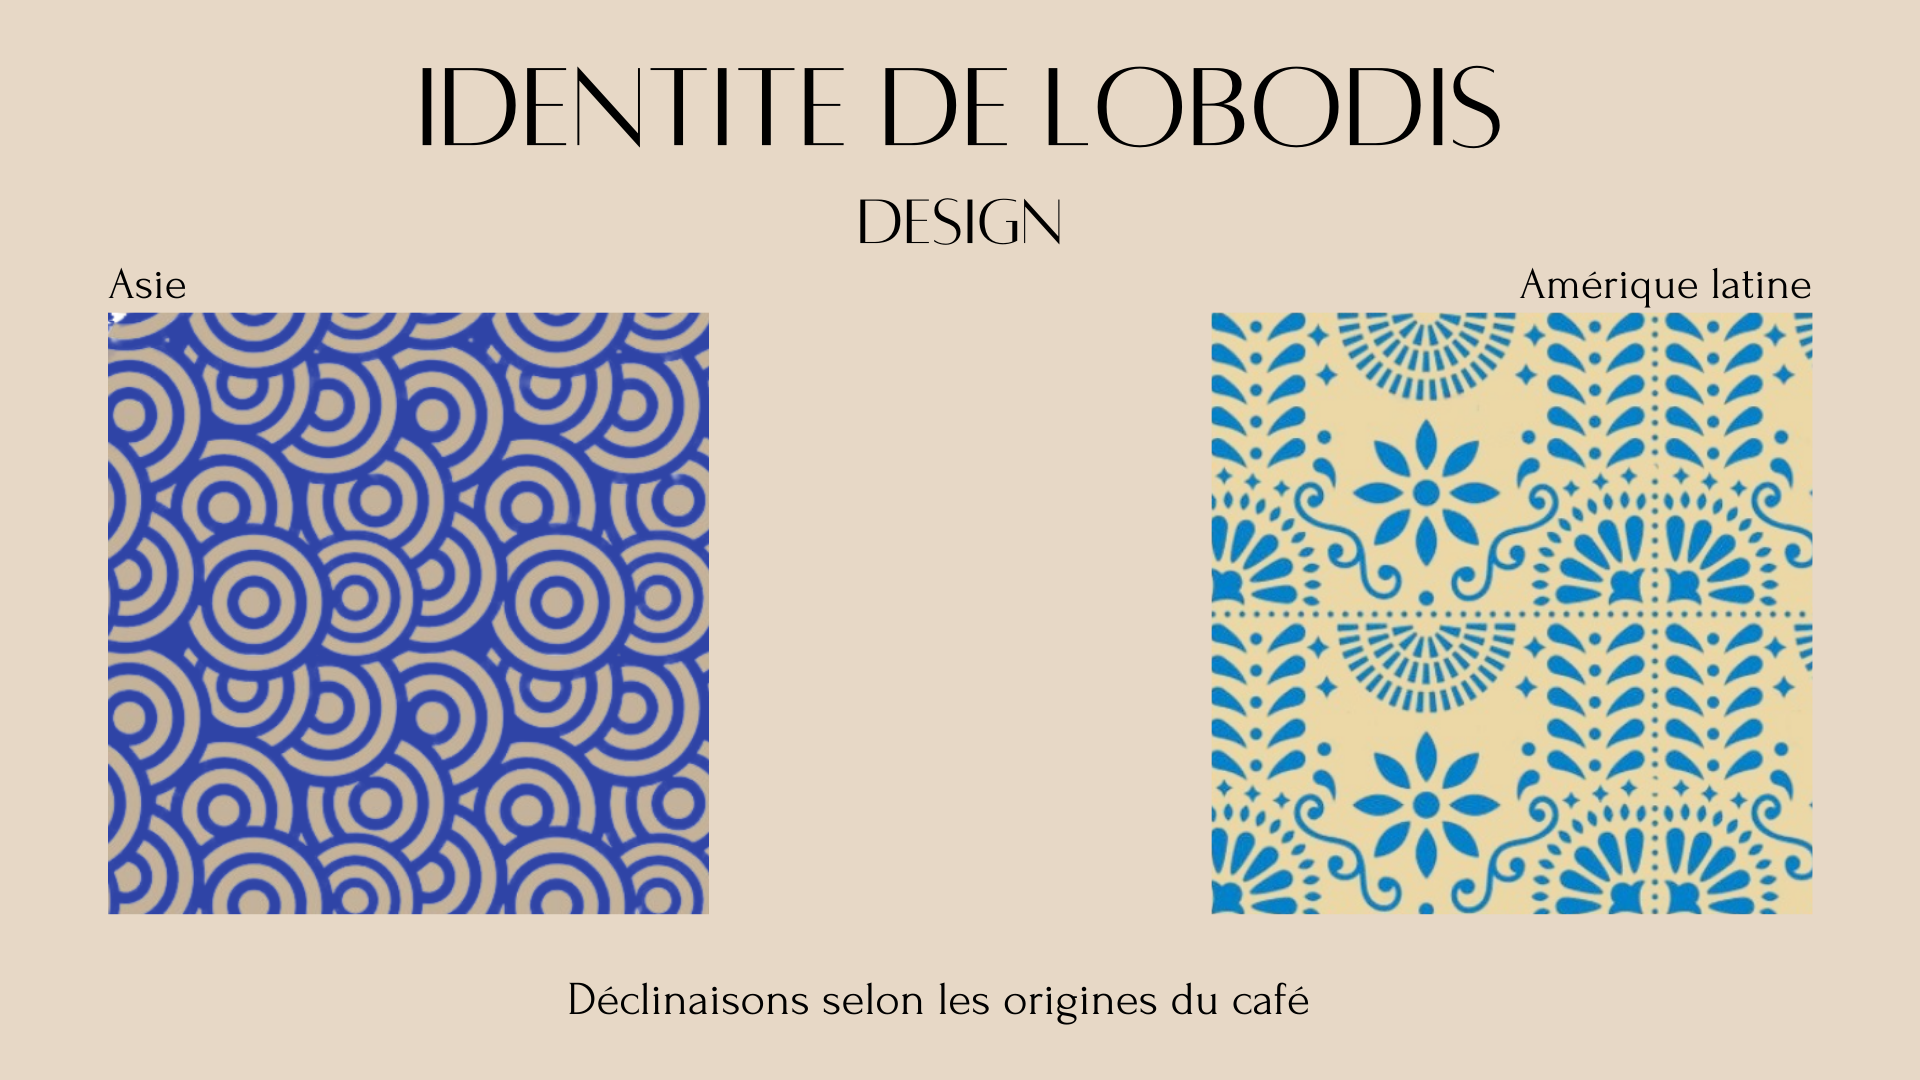 IDENTITE DE LOBODIS
DESIGN
Asie
Amérique latine
Déclinaisons selon les origines du café